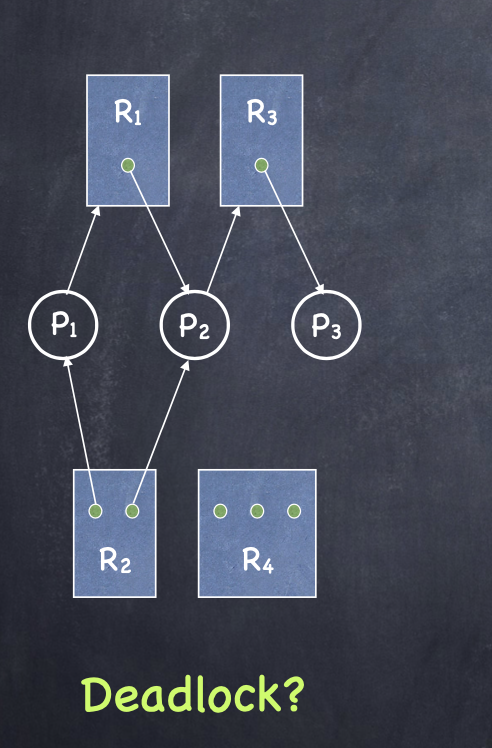 R₁ R₃
P₁ P₂ P₃
R₂ R₄
Deadlock?